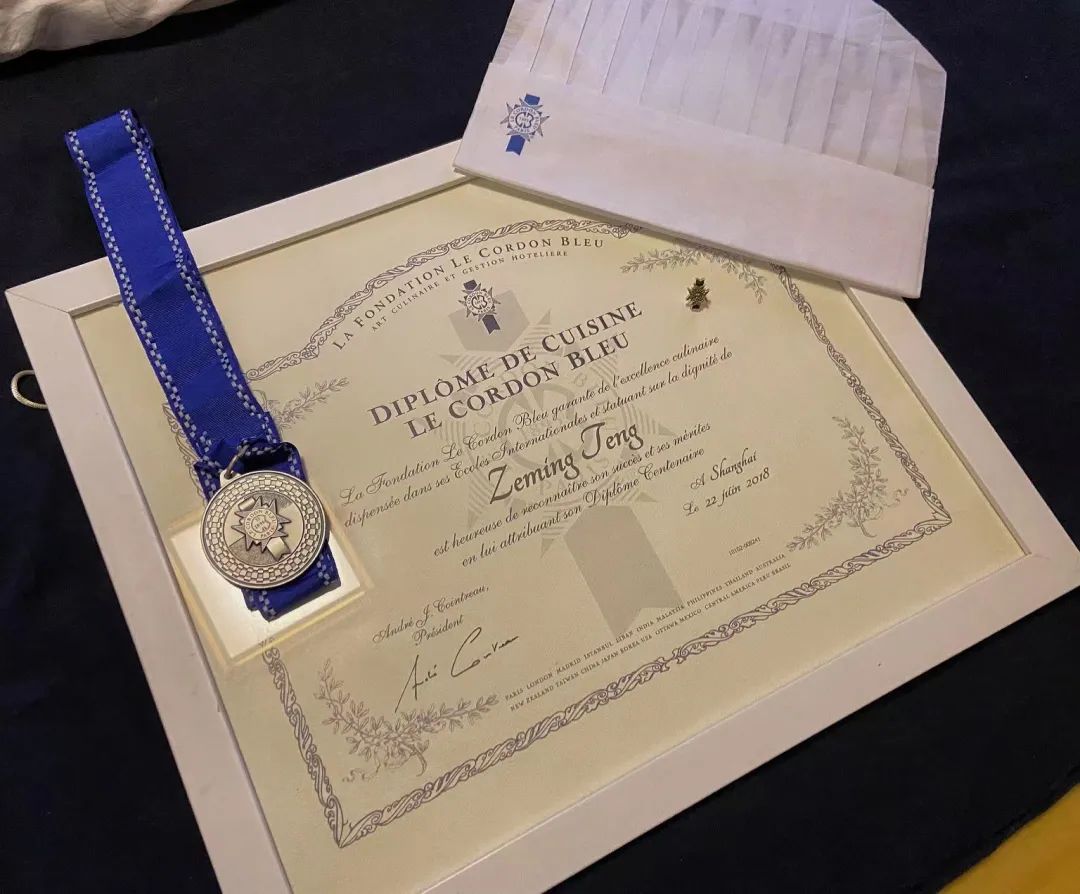 LA FONDATION LE CORDON BLEU
ART CULINAIRE ET GESTION HÔTELIÈRE
DIPLÔME DE CUISINE
LE CORDON BLEU
La Fondation Le Cordon Bleu garante de l'excellence culinaire
dispensée dans ses Écoles Internationales et statuant sur la dignité de
Zeming Teng
est heureuse de reconnaître son succès et ses mérites
en lui attribuant son Diplôme Centenaire
A Shanghai
Le 22 juin 2018
André J. Cointreau,
Président
PARIS LONDON MADRID ISTANBUL LIBAN INDIA MALAYSIA PHILIPPINES THAILAND AUSTRALIA
NEW ZEALAND TAIWAN CHINA JAPAN KOREA USA OTTAWA MEXICO CENTRAL AMERICA PERU BRASIL